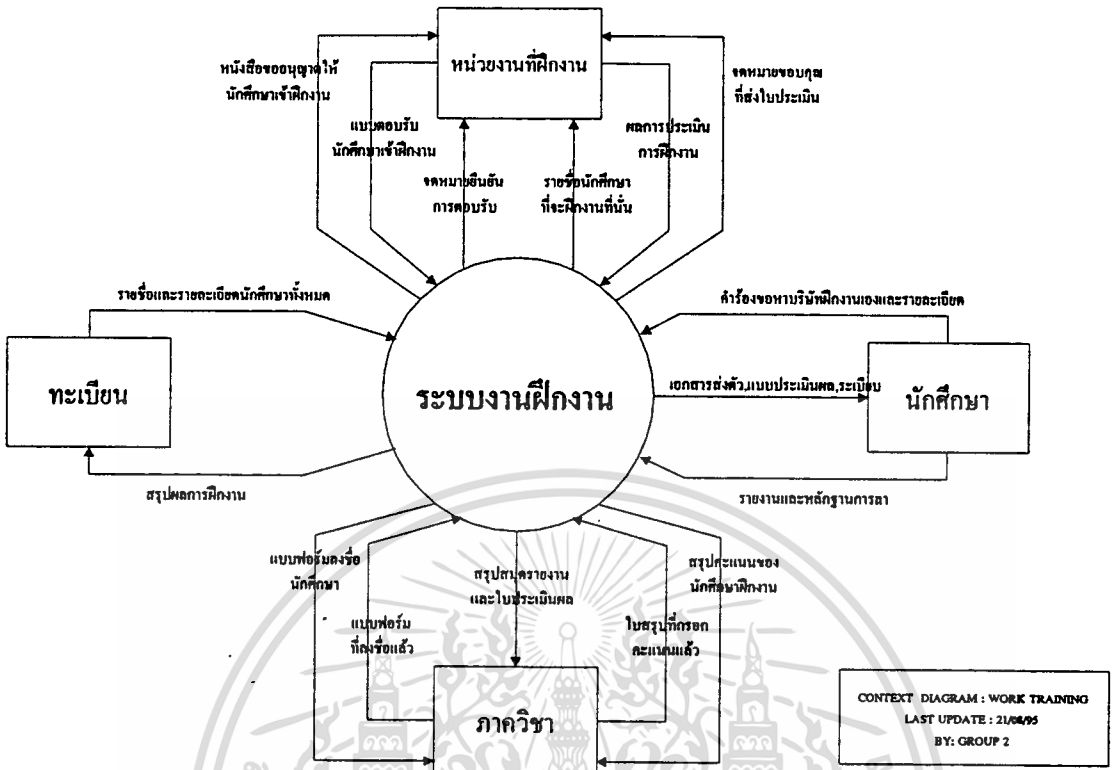 หน่วยงานที่ฝึกงาน
หนังสือขออนุญาตให้
นักศึกษาเข้าฝึกงาน
จดหมายขอบคุณ
ที่ส่งใบประเมิน
แบบตอบรับ
นักศึกษาเข้าฝึกงาน
ผลการประเมิน
การฝึกงาน
จดหมายยืนยัน
การตอบรับ
รายชื่อนักศึกษา
ที่จะฝึกงานที่นั่น
รายชื่อและรายละเอียดนักศึกษาทั้งหมด
คำร้องขอหาบริษัทฝึกงานเองและรายละเอียด
ทะเบียน
ระบบงานฝึกงาน
เอกสารส่งตัว,แบบประเมินผล,ระเบียบ
นักศึกษา
สรุปผลการฝึกงาน
รายงานและหลักฐานการลา
แบบฟอร์มลงชื่อ
นักศึกษา
สรุปสมุดรายงาน
และใบประเมินผล
สรุปคะแนนของ
นักศึกษาฝึกงาน
แบบฟอร์ม
ที่ลงชื่อแล้ว
ใบสรุปที่กรอก
คะแนนแล้ว
ภาควิชา
CONTEXT DIAGRAM : WORK TRAINING
LAST UPDATE : 21/08/95
BY: GROUP 2